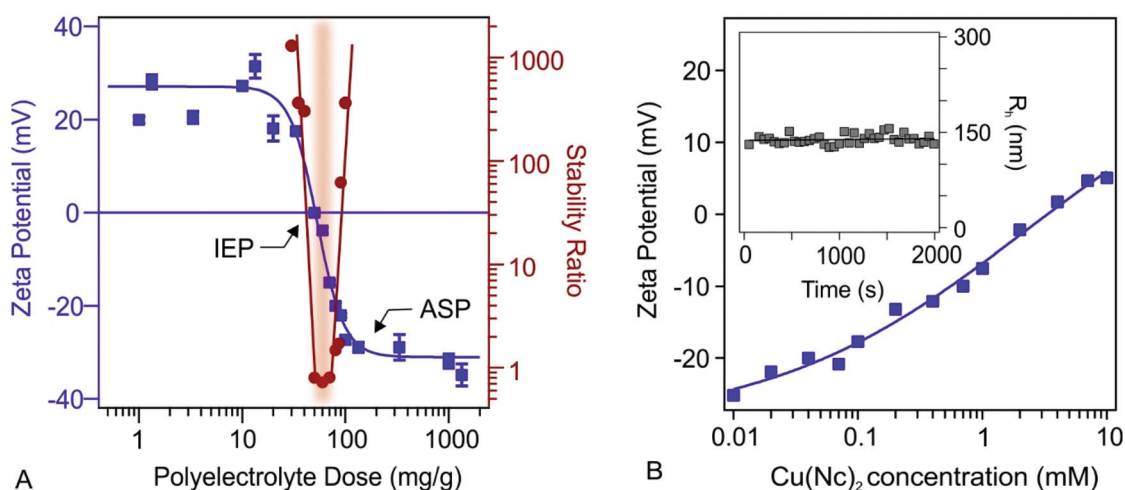 40
20
0
-20
-40
Zeta Potential (mV)
IEP
ASP
1000
100
10
1
Stability Ratio
1
10
100
1000
Polyelectrolyte Dose (mg/g)
A
20
10
0
-10
-20
Zeta Potential (mV)
300
150
0
Rh (nm)
0
1000
2000
Time (s)
0.01
0.1
1
10
Cu(Nc)2 concentration (mM)
B